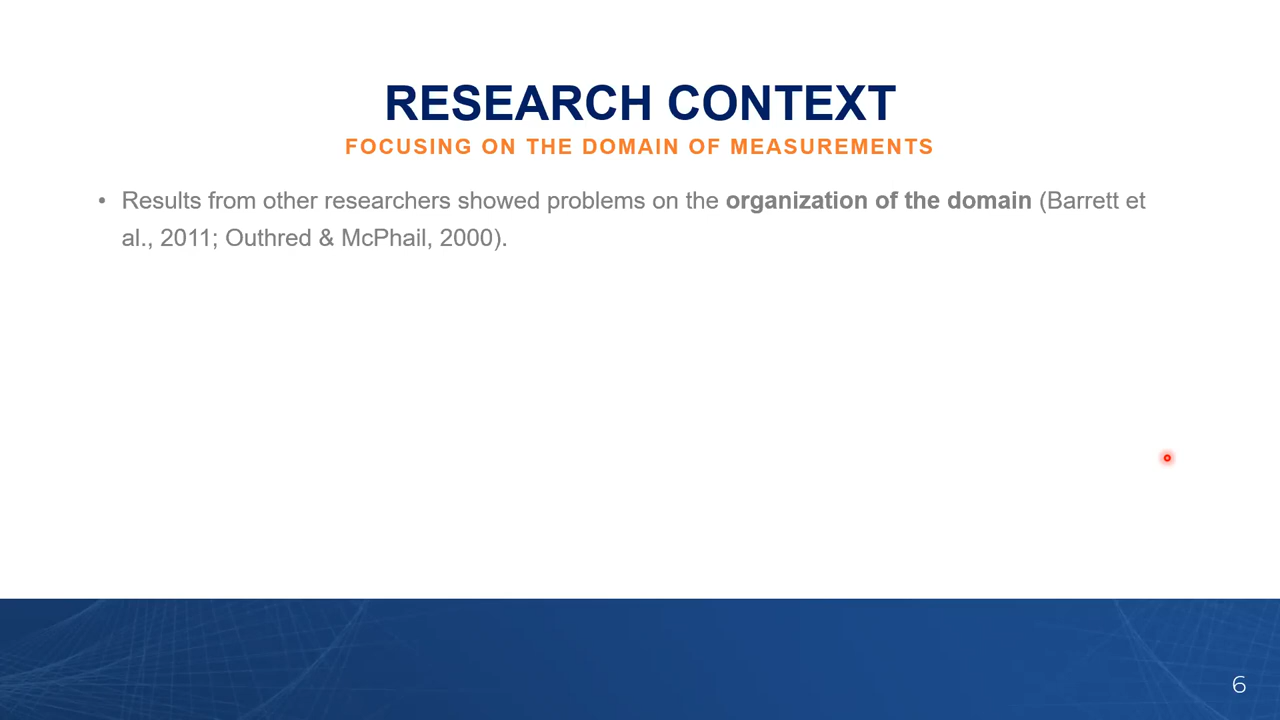 RESEARCH CONTEXT
FOCUSING ON THE DOMAIN OF MEASUREMENTS
• Results from other researchers showed problems on the organization of the domain (Barrett et
al., 2011; Outhred & McPhail, 2000).
6